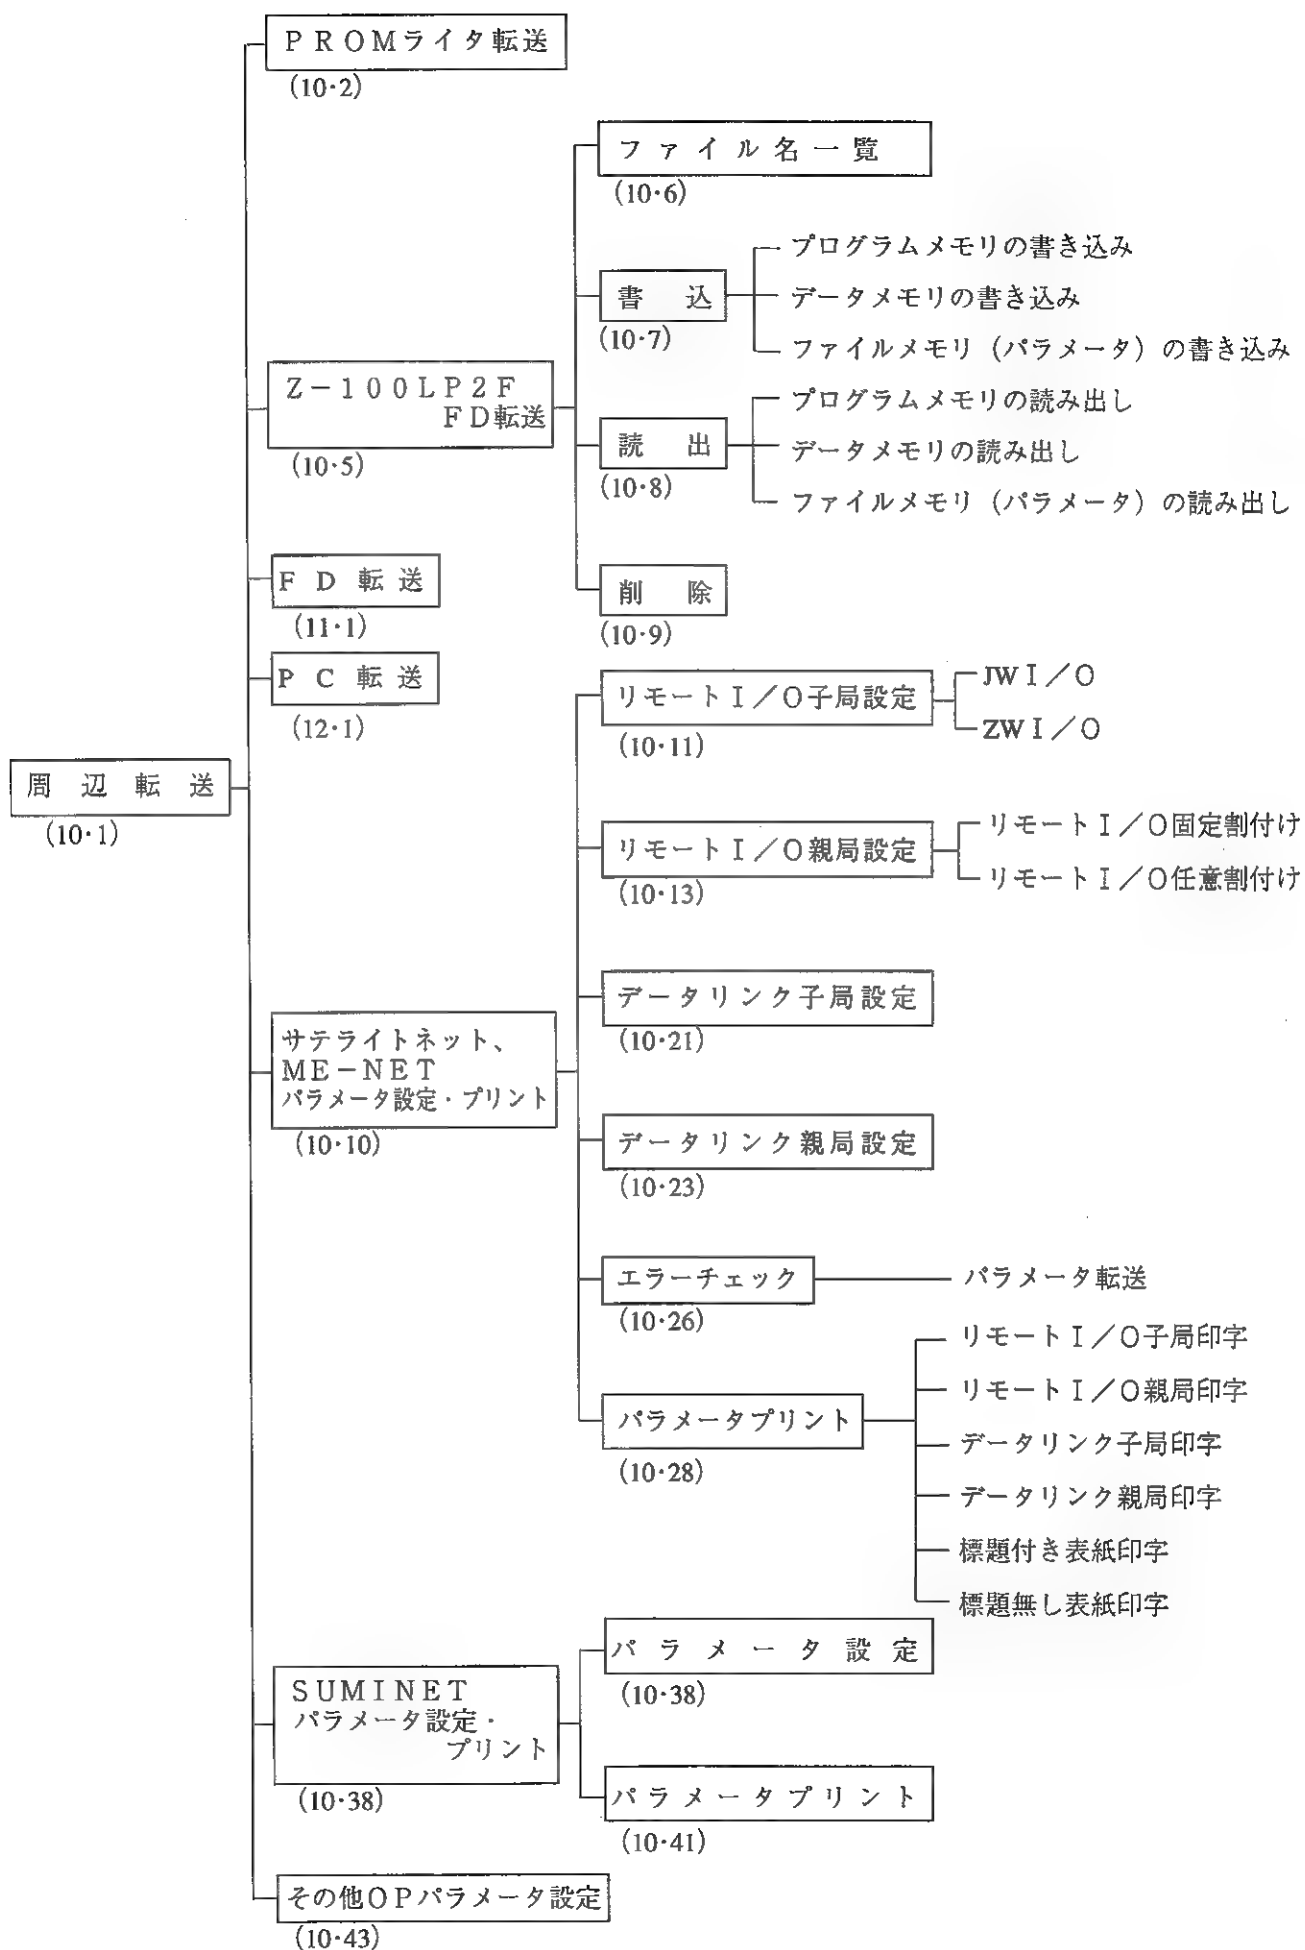 PROMライタ転送
(10・2)
ファイル名一覧
(10・6)
プログラムメモリの書き込み
書　込
データメモリの書き込み
(10・7)
ファイルメモリ（パラメータ）の書き込み
Z－100LP2F
FD転送
(10・5)
プログラムメモリの読み出し
読　出
データメモリの読み出し
(10・8)
ファイルメモリ（パラメータ）の読み出し
FD転送
(11・1)
削　除
(10・9)
PC転送
(12・1)
リモートI／O子局設定
(10・11)
JWI／O
ZWI／O
周辺転送
(10・1)
リモートI／O親局設定
(10・13)
リモートI／O固定割付け
リモートI／O任意割付け
データリンク子局設定
(10・21)
サテライトネット、
ME－NET
パラメータ設定・プリント
(10・10)
データリンク親局設定
(10・23)
エラーチェック
(10・26)
パラメータ転送
パラメータプリント
(10・28)
リモートI／O子局印字
リモートI／O親局印字
データリンク子局印字
データリンク親局印字
標題付き表紙印字
標題無し表紙印字
SUMINET
パラメータ設定・
プリント
(10・38)
パラメータ設定
(10・38)
パラメータプリント
(10・41)
その他OPパラメータ設定
(10・43)